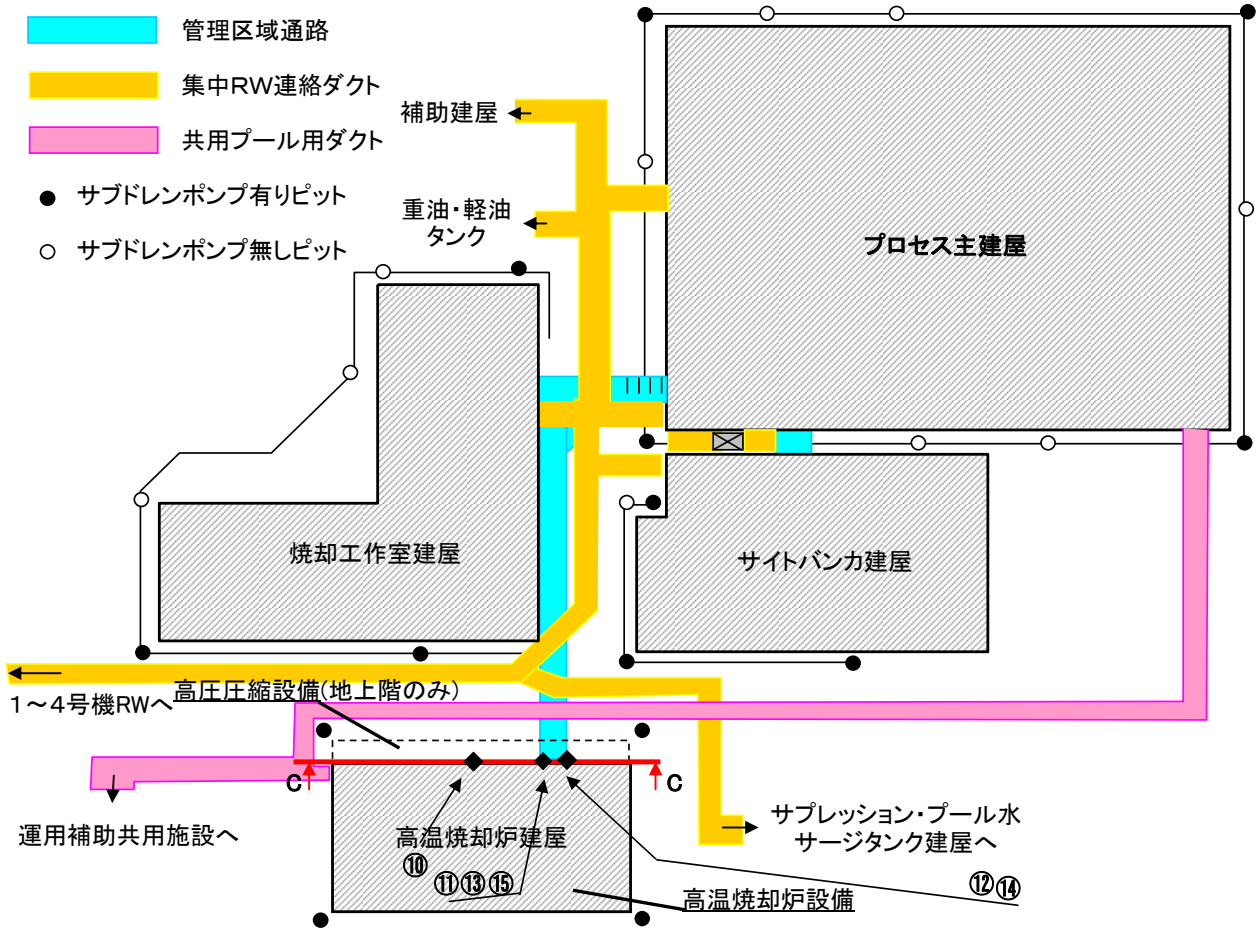 管理区域通路
集中RW連絡ダクト
共用プール用ダクト
サブドレンポンプ有りピット
サブドレンポンプ無しピット
補助建屋
重油・軽油
タンク
プロセス主建屋
焼却工作室建屋
サイトバンカ建屋
1～4号機RWへ
高圧圧縮設備(地上階のみ)
C
C
運用補助共用施設へ
高温焼却炉建屋
サプレッション・プール水
サージタンク建屋へ
⑩
⑪⑬⑮
⑫⑭
高温焼却炉設備